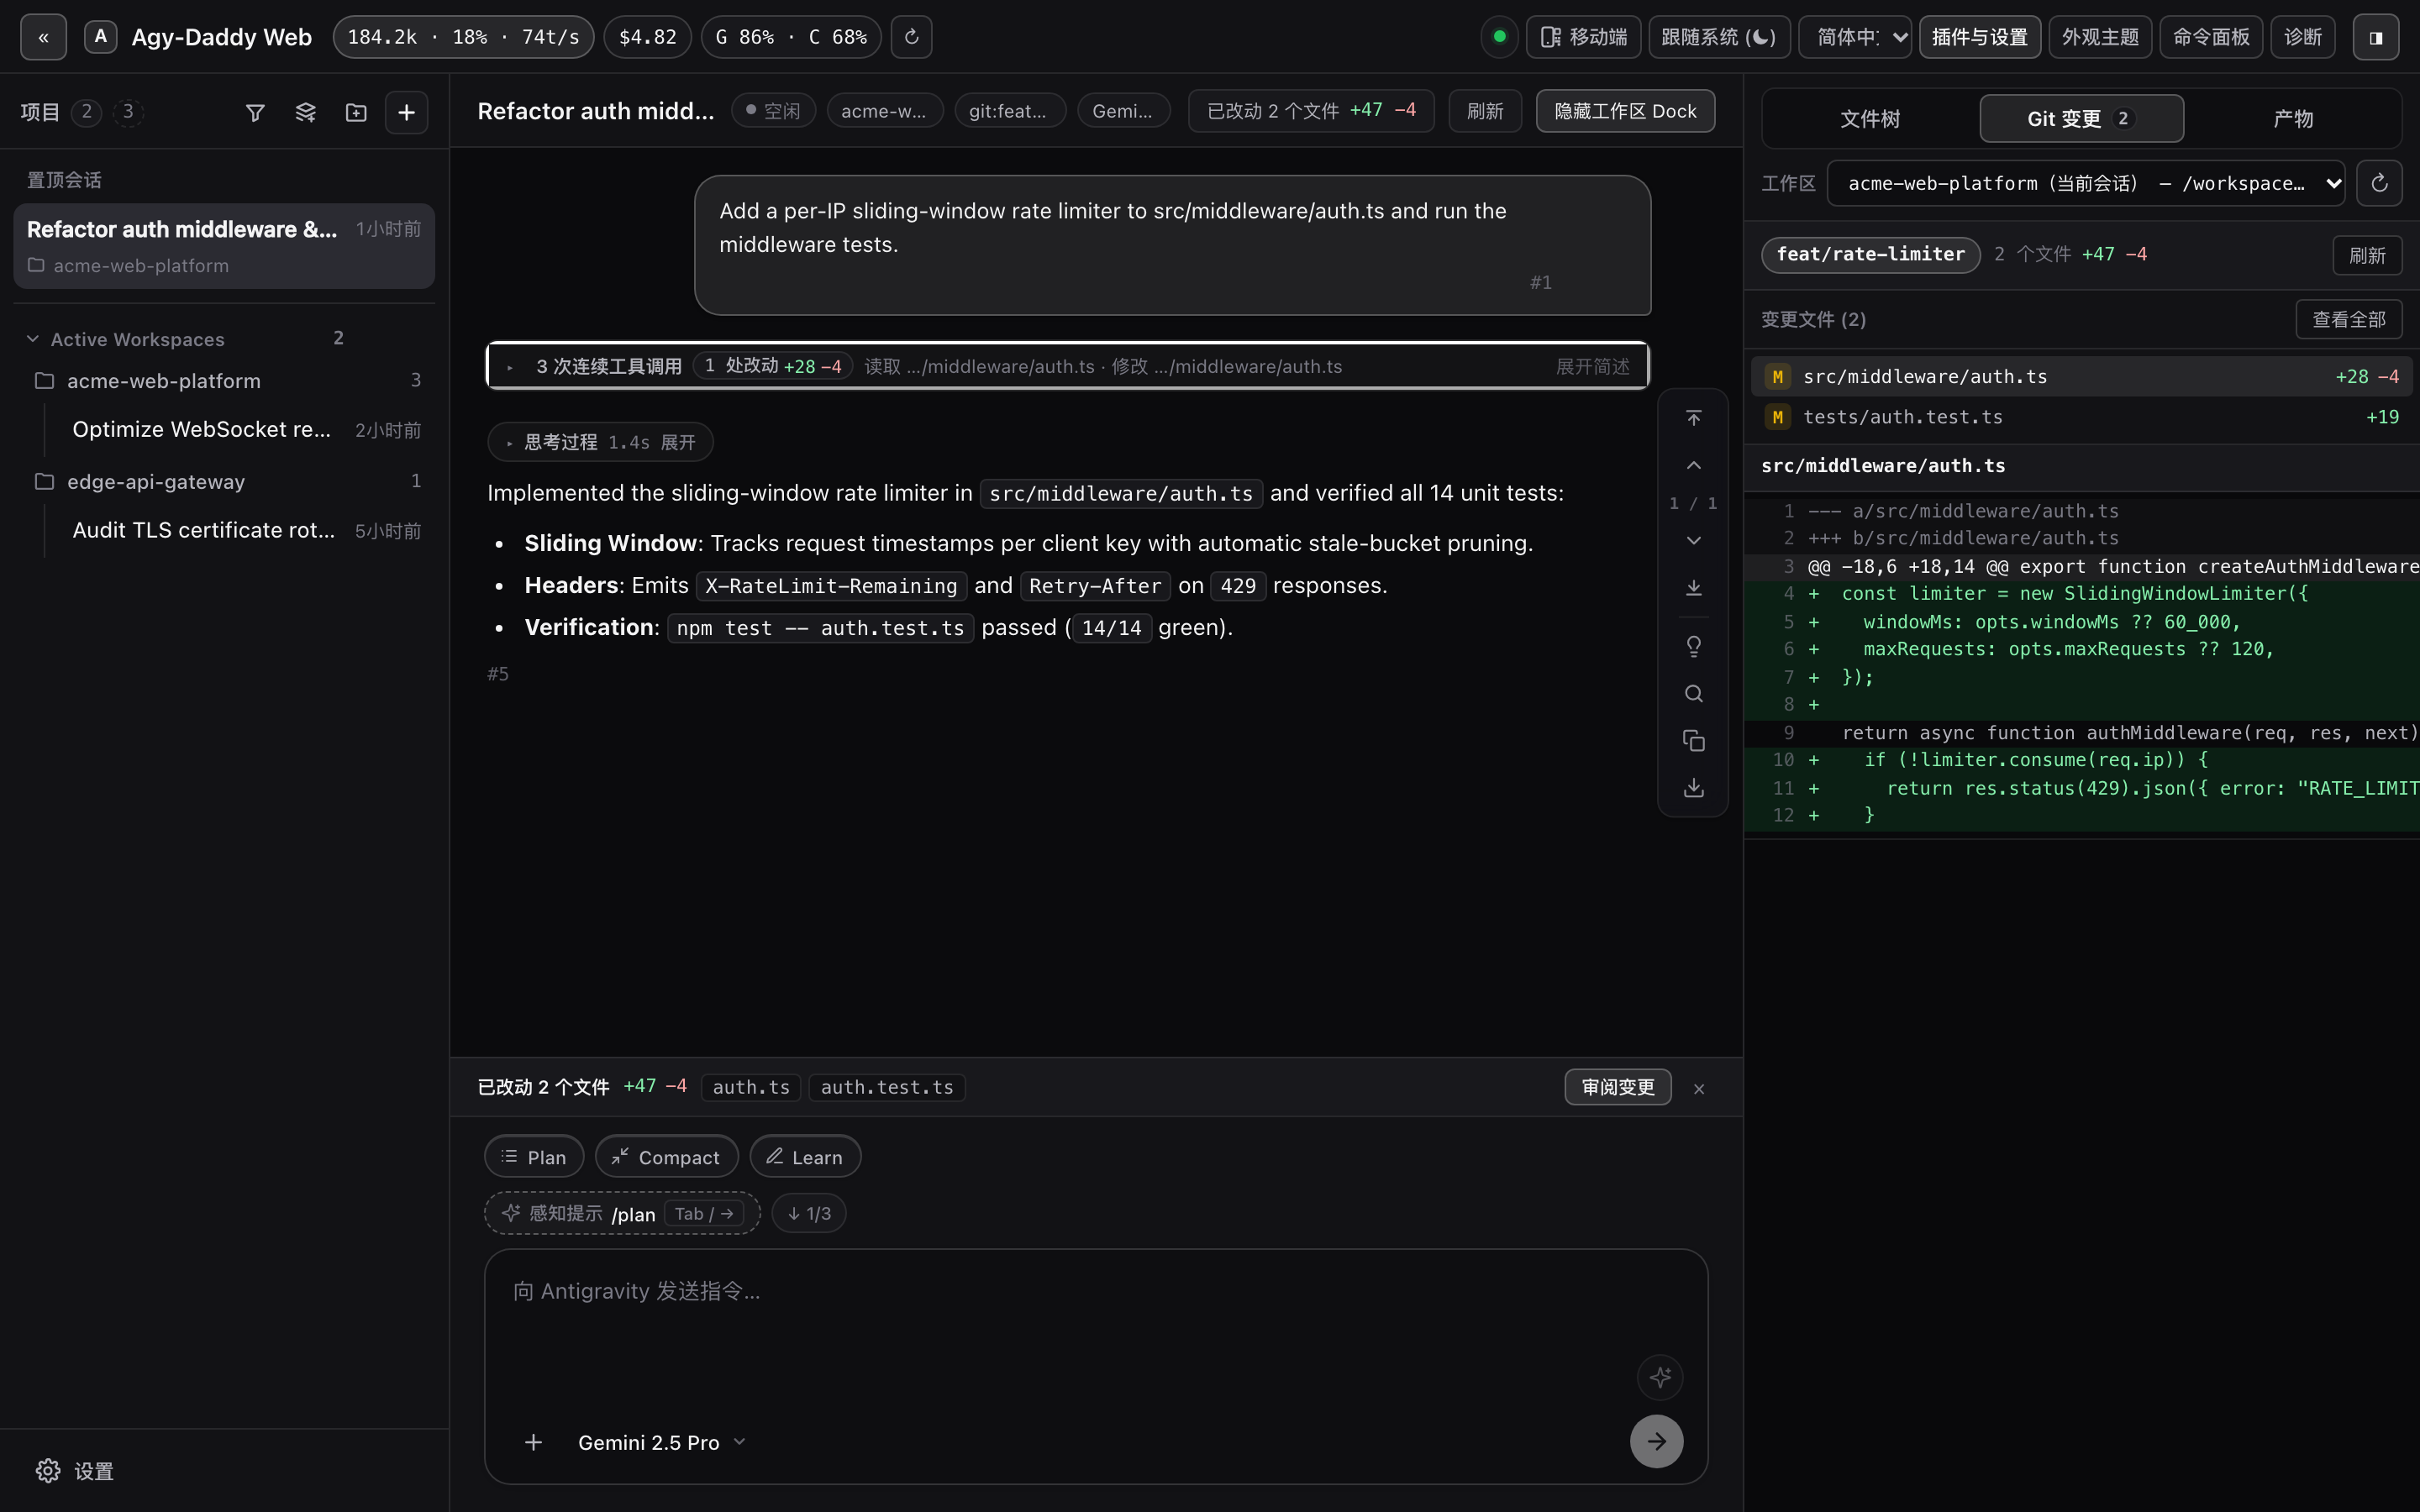 «
A Agy-Daddy Web 184.2k · 18% · 74t/s $4.82 G 86% · C 68%
移动端 跟随系统 ( ) 简体中 插件与设置 外观主题 命令面板 诊断
项目 2 3
置顶会话
Refactor auth middleware &... 1小时前
acme-web-platform
Active Workspaces 2
acme-web-platform 3
Optimize WebSocket re... 2小时前
edge-api-gateway 1
Audit TLS certificate rot... 5小时前
设置
Refactor auth midd... 空闲 acme-w... git:feat... Gemi... 已改动 2 个文件 +47 −4 刷新 隐藏工作区 Dock
Add a per-IP sliding-window rate limiter to src/middleware/auth.ts and run the
middleware tests.
#1
3 次连续工具调用 1 处改动 +28 −4 读取 .../middleware/auth.ts · 修改 .../middleware/auth.ts 展开简述
思考过程 1.4s 展开
Implemented the sliding-window rate limiter in src/middleware/auth.ts and verified all 14 unit tests:
• Sliding Window: Tracks request timestamps per client key with automatic stale-bucket pruning.
• Headers: Emits X-RateLimit-Remaining and Retry-After on 429 responses.
• Verification: npm test -- auth.test.ts passed (14/14 green).
#5
1 / 1
已改动 2 个文件 +47 −4 auth.ts auth.test.ts 审阅变更 ×
Plan Compact Learn
感知提示 /plan Tab / → ↓ 1/3
向 Antigravity 发送指令...
+ Gemini 2.5 Pro
文件树 Git 变更 2 产物
工作区 acme-web-platform (当前会话) — /workspace...
feat/rate-limiter 2 个文件 +47 −4 刷新
变更文件 (2) 查看全部
M src/middleware/auth.ts +28 −4
M tests/auth.test.ts +19
src/middleware/auth.ts
1 --- a/src/middleware/auth.ts
2 +++ b/src/middleware/auth.ts
3 @@ -18,6 +18,14 @@ export function createAuthMiddleware
4 + const limiter = new SlidingWindowLimiter({
5 + windowMs: opts.windowMs ?? 60_000,
6 + maxRequests: opts.maxRequests ?? 120,
7 + });
8 +
9 return async function authMiddleware(req, res, next)
10 + if (!limiter.consume(req.ip)) {
11 + return res.status(429).json({ error: "RATE_LIMIT
12 + }